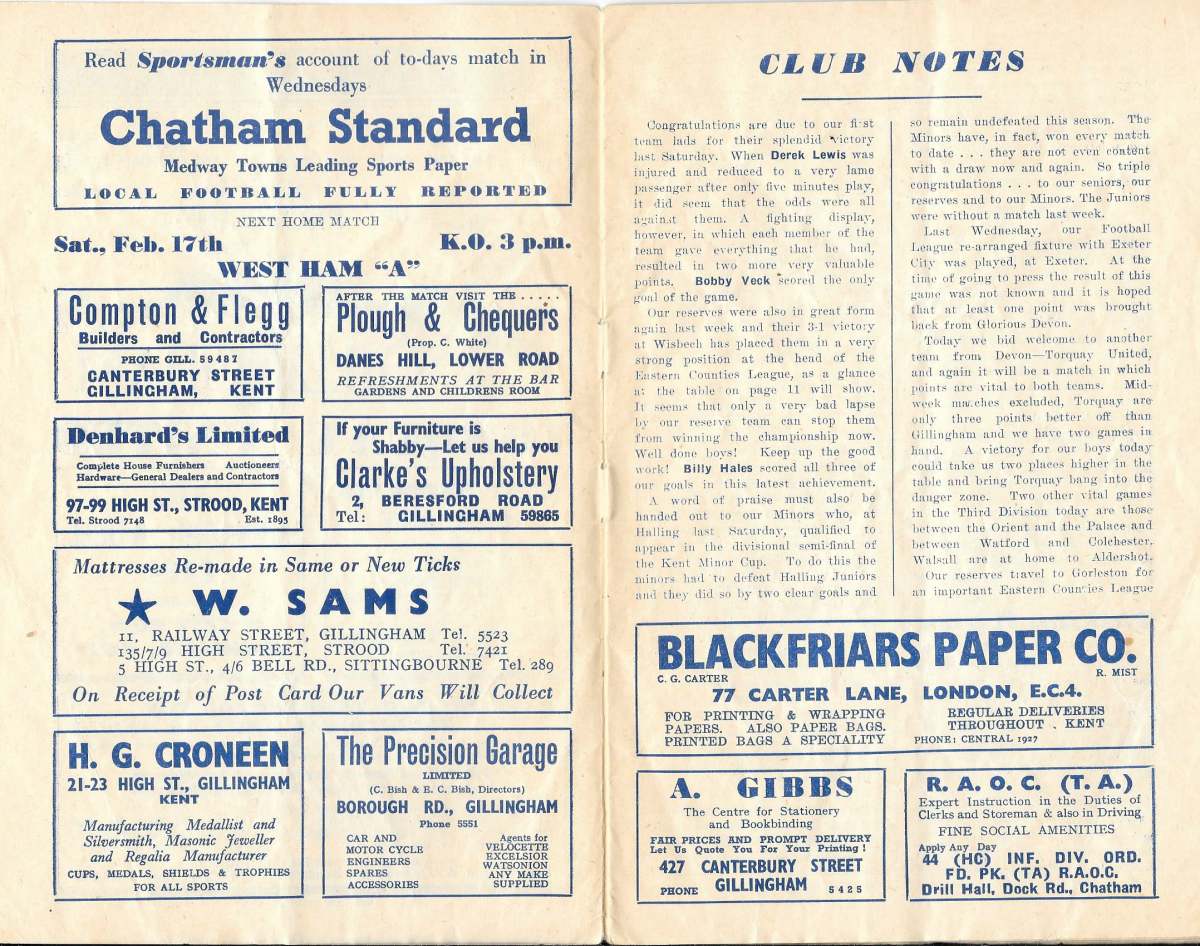 Read Sportsman's account of to-days match in
Wednesdays
Chatham Standard
Medway Towns Leading Sports Paper
LOCAL FOOTBALL FULLY REPORTED
NEXT HOME MATCH
Sat., Feb. 17th K.O. 3 p.m.
WEST HAM "A"
Compton & Flegg
Builders and Contractors
PHONE GILL. 59487
CANTERBURY STREET
GILLINGHAM, KENT
AFTER THE MATCH VISIT THE . . . . .
Plough & Chequers
(Prop. C. White)
DANES HILL, LOWER ROAD
REFRESHMENTS AT THE BAR
GARDENS AND CHILDRENS ROOM
Denhard's Limited
Complete House Furnishers Auctioneers
Hardware—General Dealers and Contractors
97-99 HIGH ST., STROOD, KENT
Tel. Strood 7148 Est. 1895
If your Furniture is
Shabby—Let us help you
Clarke's Upholstery
2, BERESFORD ROAD
Tel: GILLINGHAM 59865
Mattresses Re-made in Same or New Ticks
★ W. SAMS
11, RAILWAY STREET, GILLINGHAM Tel. 5523
135/7/9 HIGH STREET, STROOD Tel. 7421
5 HIGH ST., 4/6 BELL RD., SITTINGBOURNE Tel. 289
On Receipt of Post Card Our Vans Will Collect
H. G. CRONEEN
21-23 HIGH ST., GILLINGHAM
KENT
Manufacturing Medallist and
Silversmith, Masonic Jeweller
and Regalia Manufacturer
CUPS, MEDALS, SHIELDS & TROPHIES
FOR ALL SPORTS
The Precision Garage
LIMITED
(C. Bish & E. C. Bish, Directors)
BOROUGH RD., GILLINGHAM
Phone 5551
CAR AND
MOTOR CYCLE
ENGINEERS
SPARES
ACCESSORIES
Agents for
VELOCETTE
EXCELSIOR
WATSONION
ANY MAKE
SUPPLIED
CLUB NOTES
Congratulations are due to our first
team lads for their splendid victory
last Saturday. When Derek Lewis was
injured and reduced to a very lame
passenger after only five minutes play,
it did seem that the odds were all
against them. A fighting display,
however, in which each member of the
team gave everything that he had,
resulted in two more very valuable
points. Bobby Veck scored the only
goal of the game.
Our reserves were also in great form
again last week and their 3-1 victory
at Wisbech has placed them in a very
strong position at the head of the
Eastern Counties League, as a glance
at the table on page 11 will show.
It seems that only a very bad lapse
by our reserve team can stop them
from winning the championship now.
Well done boys! Keep up the good
work! Billy Hales scored all three of
our goals in this latest achievement.
A word of praise must also be
handed out to our Minors who, at
Halling last Saturday, qualified to
appear in the divisional semi-final of
the Kent Minor Cup. To do this the
minors had to defeat Halling Juniors
and they did so by two clear goals and
so remain undefeated this season. The
Minors have, in fact, won every match
to date . . . they are not even content
with a draw now and again. So triple
congratulations . . . to our seniors, our
reserves and to our Minors. The Juniors
were without a match last week.
Last Wednesday, our Football
League re-arranged fixture with Exeter
City was played, at Exeter. At the
time of going to press the result of this
game was not known and it is hoped
that at least one point was brought
back from Glorious Devon.
Today we bid welcome to another
team from Devon—Torquay United,
and again it will be a match in which
points are vital to both teams. Mid-
week matches excluded, Torquay are
only three points better off than
Gillingham and we have two games in
hand. A victory for our boys today
could take us two places higher in the
table and bring Torquay bang into the
danger zone. Two other vital games
in the Third Division today are those
between the Orient and the Palace and
between Watford and Colchester.
Walsall are at home to Aldershot.
Our reserves travel to Gorleston for
an important Eastern Counties League
BLACKFRIARS PAPER CO.
C. G. CARTER R. MIST
77 CARTER LANE, LONDON, E.C.4.
FOR PRINTING & WRAPPING
PAPERS. ALSO PAPER BAGS.
PRINTED BAGS A SPECIALITY
REGULAR DELIVERIES
THROUGHOUT KENT
PHONE: CENTRAL 1927
A. GIBBS
The Centre for Stationery
and Bookbinding
FAIR PRICES AND PROMPT DELIVERY
Let Us Quote You For Your Printing!
427 CANTERBURY STREET
GILLINGHAM
PHONE 5425
R. A. O. C. (T. A.)
Expert Instruction in the Duties of
Clerks and Storeman & also in Driving
FINE SOCIAL AMENITIES
Apply Any Day
44 (HC) INF. DIV. ORD.
FD. PK. (TA) R.A.O.C.
Drill Hall, Dock Rd., Chatham